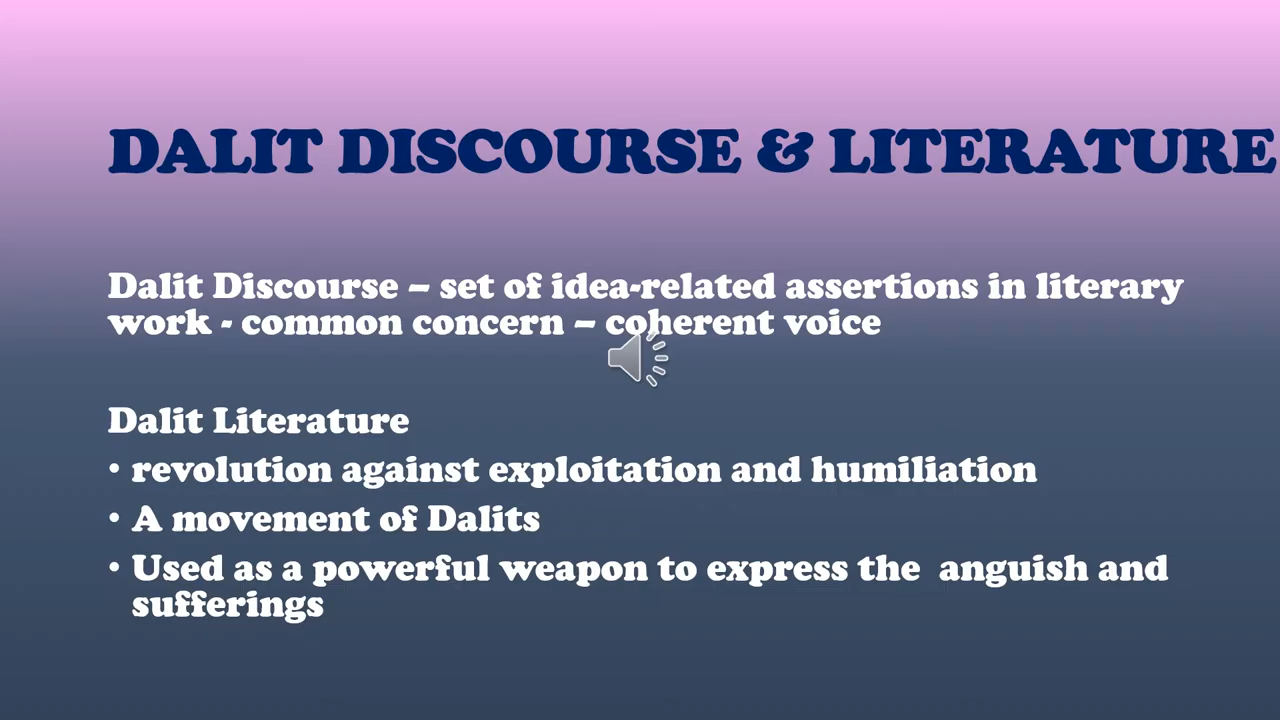 DALIT DISCOURSE & LITERATURE
Dalit Discourse – set of idea-related assertions in literary
work - common concern – coherent voice
Dalit Literature
• revolution against exploitation and humiliation
• A movement of Dalits
• Used as a powerful weapon to express the  anguish and
sufferings